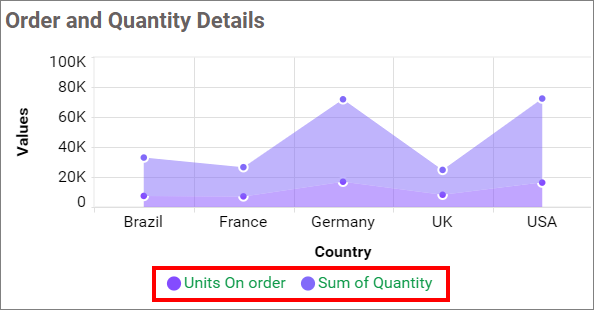 Order and Quantity Details
100K
80K
60K
40K
20K
0
Values
Brazil France Germany UK USA
Country
Units On order Sum of Quantity